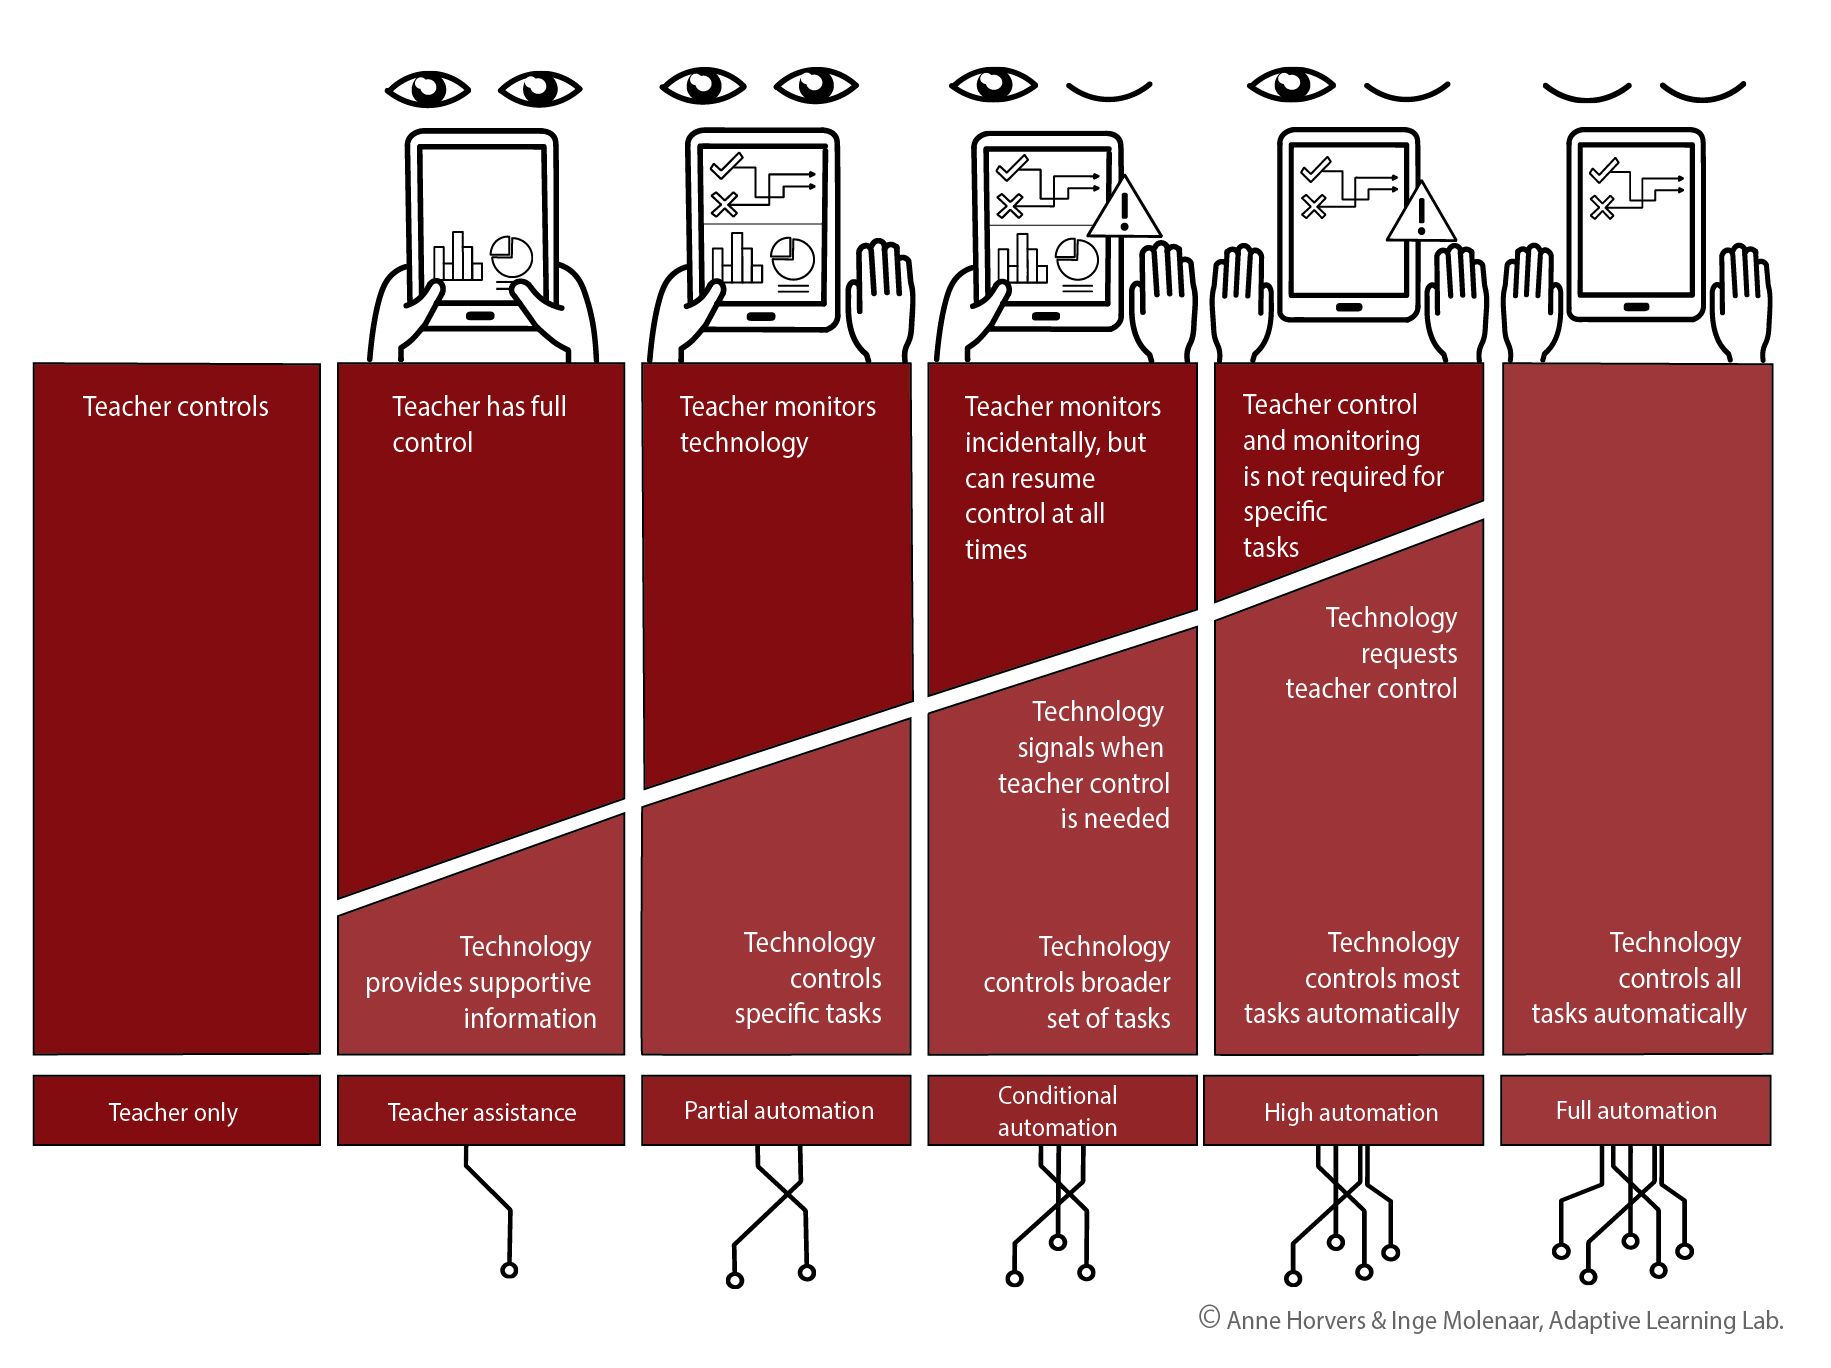 Teacher controls
Teacher has full
control
Teacher monitors
technology
Teacher monitors
incidentally, but
can resume
control at all
times
Teacher control
and monitoring
is not required for
specific
tasks
Technology
provides supportive
information
Technology
controls
specific tasks
Technology
signals when
teacher control
is needed
Technology
controls broader
set of tasks
Technology
requests
teacher control
Technology
controls most
tasks automatically
Technology
controls all
tasks automatically
Teacher only
Teacher assistance
Partial automation
Conditional
automation
High automation
Full automation
© Anne Horvers & Inge Molenaar, Adaptive Learning Lab.